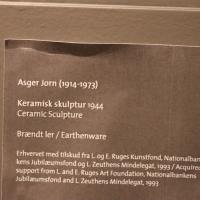 Asger Jorn (1914-1973)
Keramisk skulptur 1944
Ceramic Sculpture
Brændt ler / Earthenware
Erhvervet med tilskud fra L. og E. Ruges Kunstfond, Nationalban
kens Jubilæumsfond og L. Zeuthens Mindelegat, 1993 / Acquired
support from L. and E. Ruges Art Foundation, Nationalbankens
Jubilæumsfond and L. Zeuthens Mindelegat, 1993